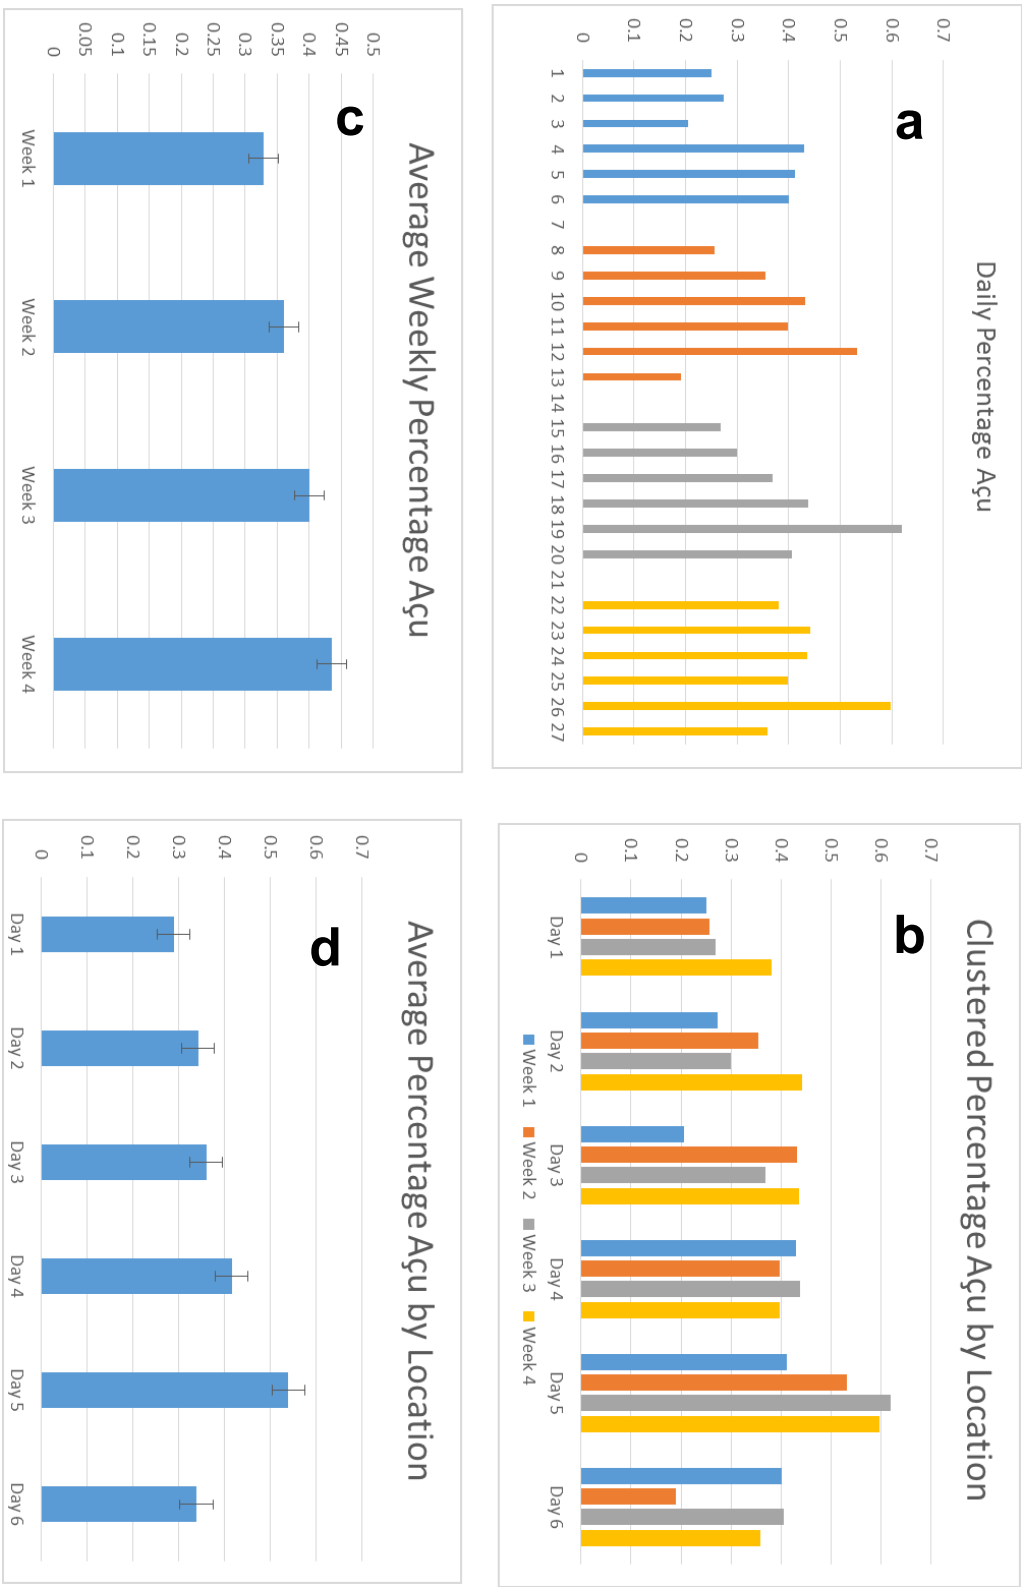 a
Daily Percentage Açu
0.7
0.6
0.5
0.4
0.3
0.2
0.1
0
1 2 3 4 5 6 7 8 9 10 11 12 13 14 15 16 17 18 19 20 21 22 23 24 25 26 27
b
Clustered Percentage Açu by Location
0.7
0.6
0.5
0.4
0.3
0.2
0.1
0
Day 1 Day 2 Day 3 Day 4 Day 5 Day 6
Week 1 Week 2 Week 3 Week 4
c
Average Weekly Percentage Açu
0.5
0.45
0.4
0.35
0.3
0.25
0.2
0.15
0.1
0.05
0
Week 1 Week 2 Week 3 Week 4
d
Average Percentage Açu by Location
0.7
0.6
0.5
0.4
0.3
0.2
0.1
0
Day 1 Day 2 Day 3 Day 4 Day 5 Day 6